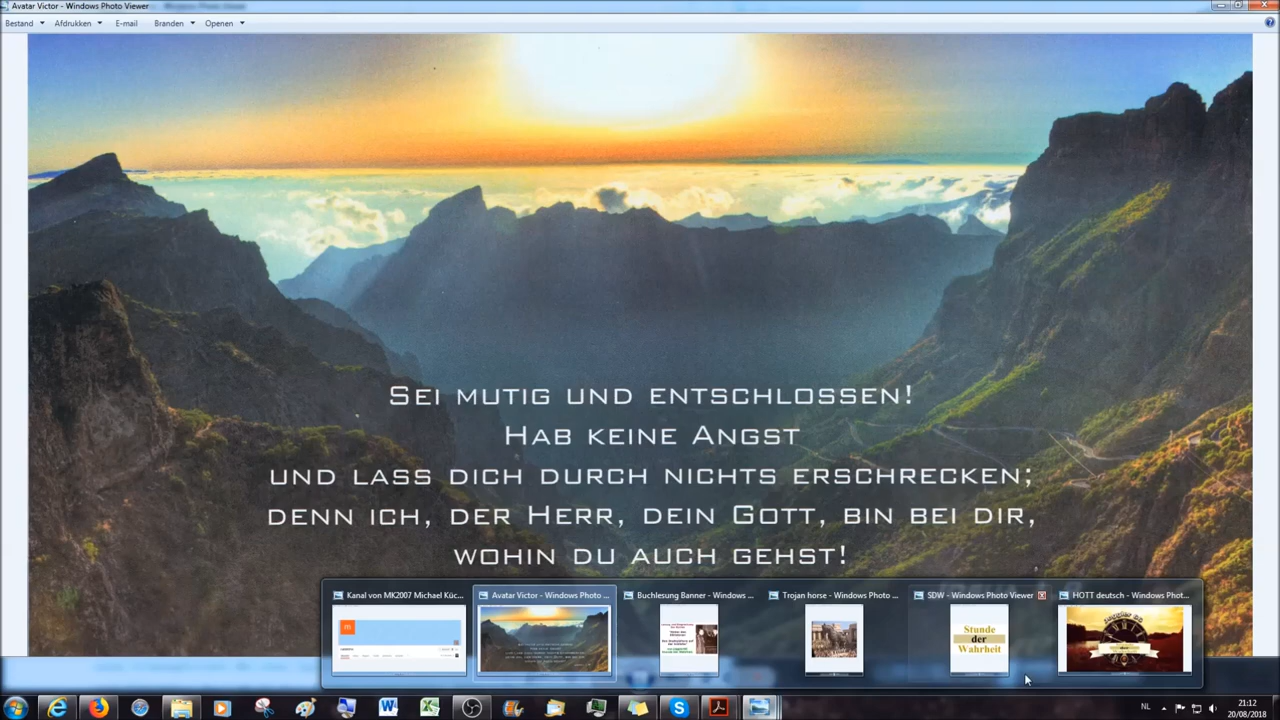 Avatar Victor - Windows Photo Viewer
Bestand Afdrukken E-mail Branden Openen
Sei mutig und entschlossen!
Hab keine Angst
und lass dich durch nichts erschrecken;
denn ich, der Herr, dein Gott, bin bei dir,
wohin du auch gehst!
Kanal von MK2007 Michael Küc... Avatar Victor - Windows Photo ... Buchlesung Banner - Windows ... Trojan horse - Windows Photo ... SDW - Windows Photo Viewer HOTT deutsch - Windows Phot...
m
Stunde
der
Wahrheit
NL 21:12
20/08/2018